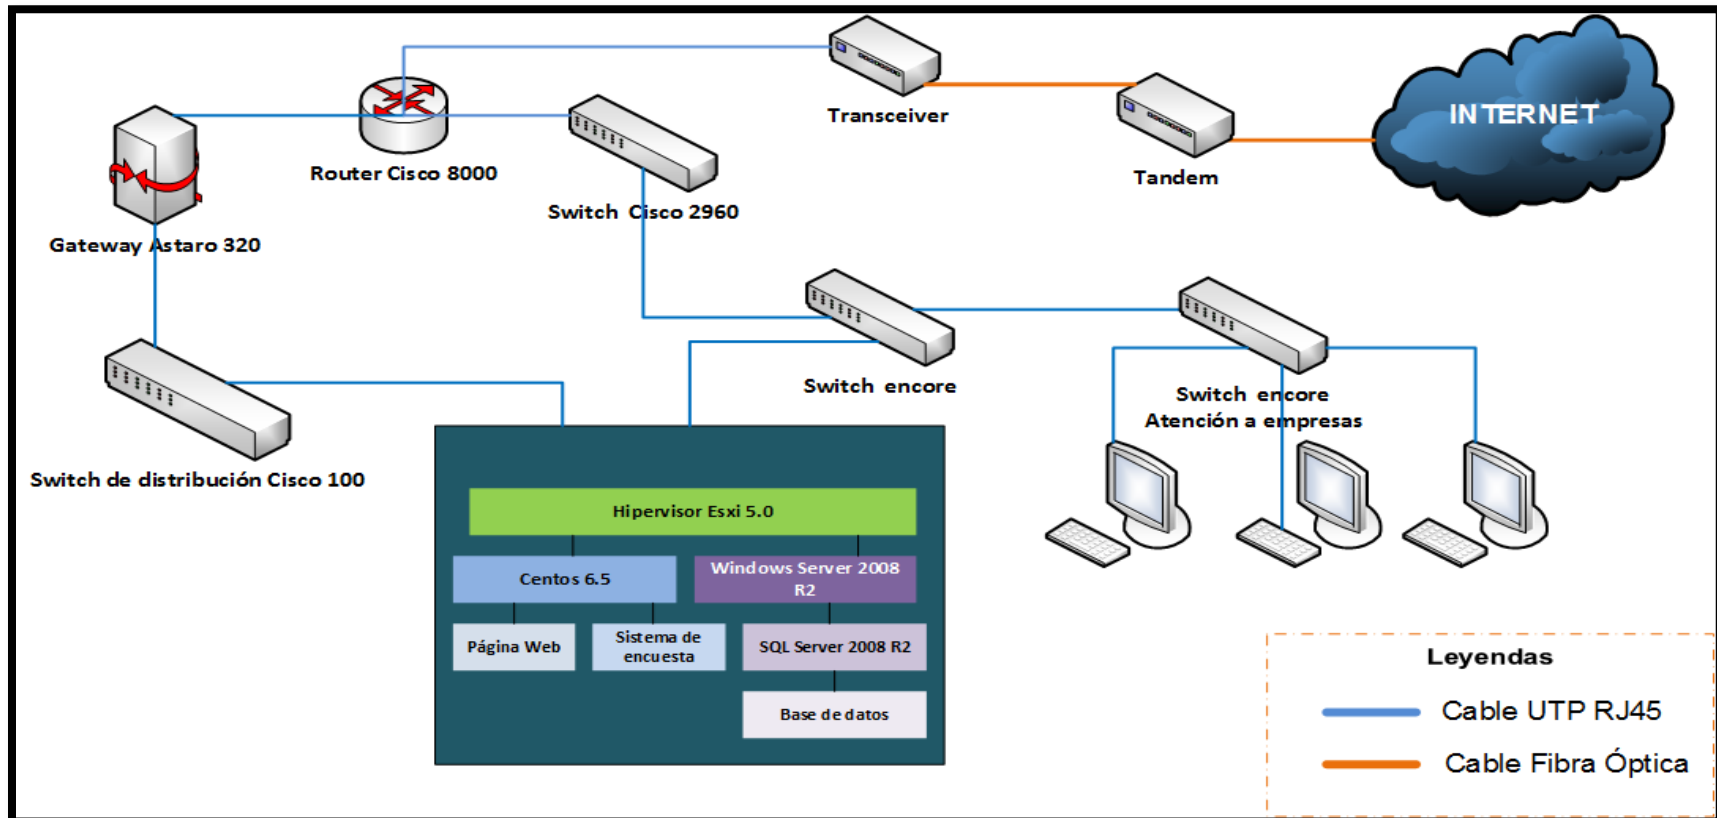 INTERNET
Transceiver
Tandem
Router Cisco 8000
Switch Cisco 2960
Gateway Astaro 320
Switch encore
Switch encore
Atención a empresas
Switch de distribución Cisco 100
Hipervisor Esxi 5.0
Centos 6.5
Windows Server 2008
R2
Página Web
Sistema de
encuesta
SQL Server 2008 R2
Base de datos
Leyendas
Cable UTP RJ45
Cable Fibra Óptica